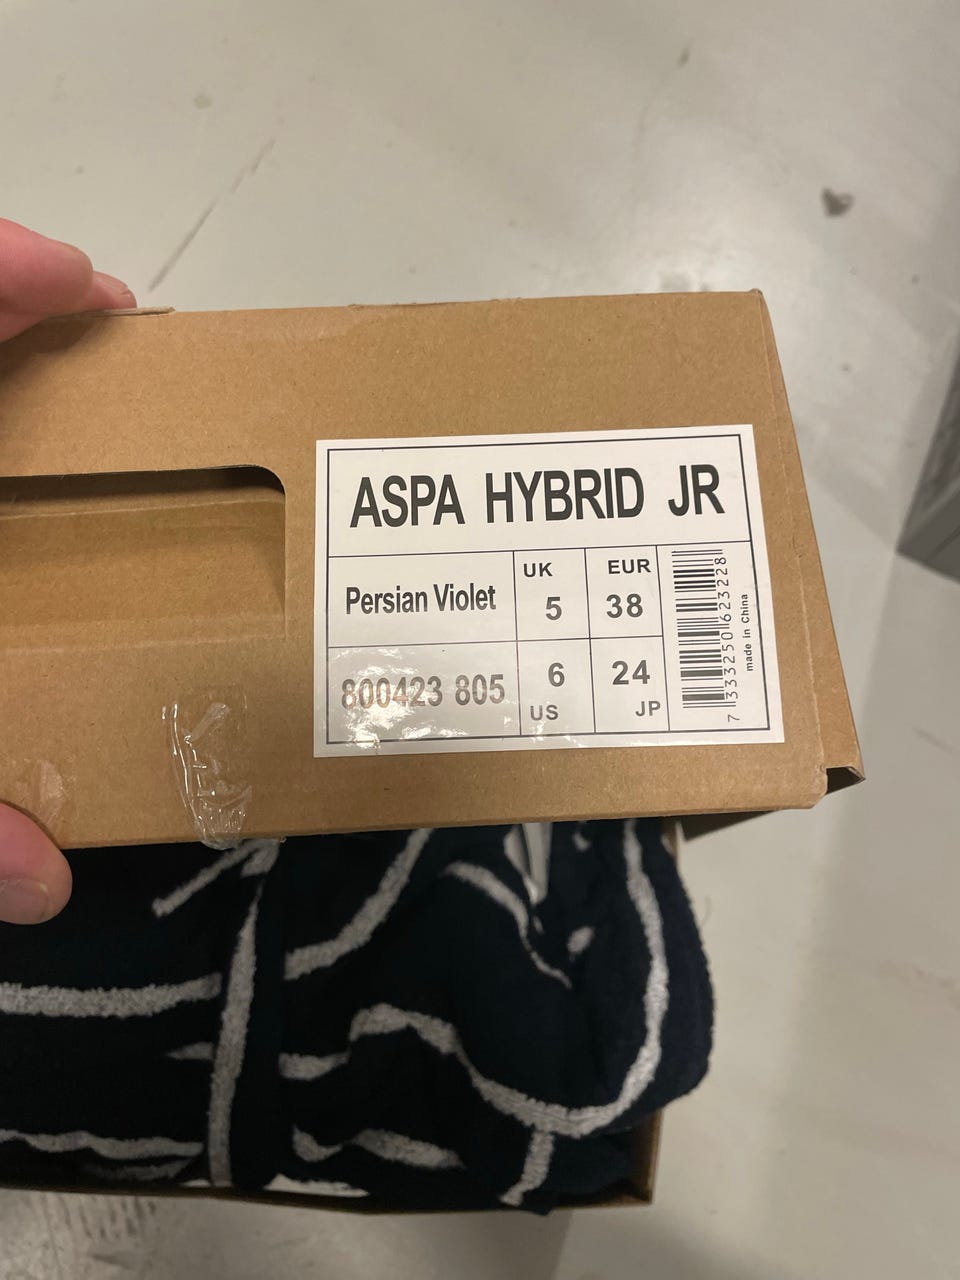 ASPA HYBRID JR
Persian Violet
UK
5
EUR
38
800423 805
6
US
24
JP
7 333250 623228
made in China